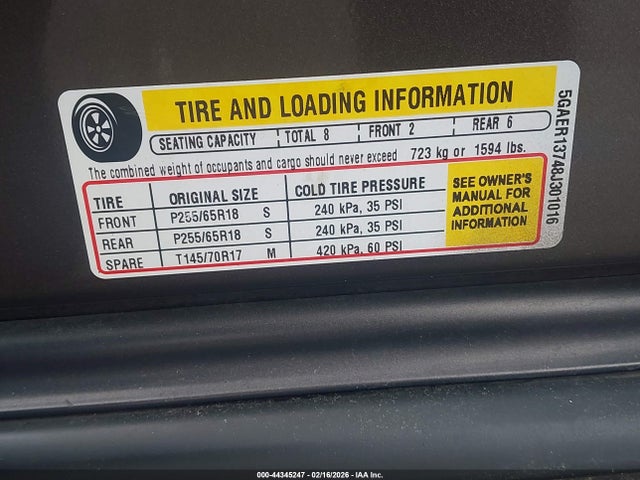 TIRE AND LOADING INFORMATION
SEATING CAPACITY TOTAL 8 FRONT 2 REAR 6
The combined weight of occupants and cargo should never exceed 723 kg or 1594 lbs.
TIRE ORIGINAL SIZE COLD TIRE PRESSURE
FRONT P255/65R18 S 240 kPa, 35 PSI
REAR P255/65R18 S 240 kPa, 35 PSI
SPARE T145/70R17 M 420 kPa, 60 PSI
SEE OWNER'S
MANUAL FOR
ADDITIONAL
INFORMATION
5GAER13748J301016
000-44345247 - 02/16/2026 - IAA Inc.